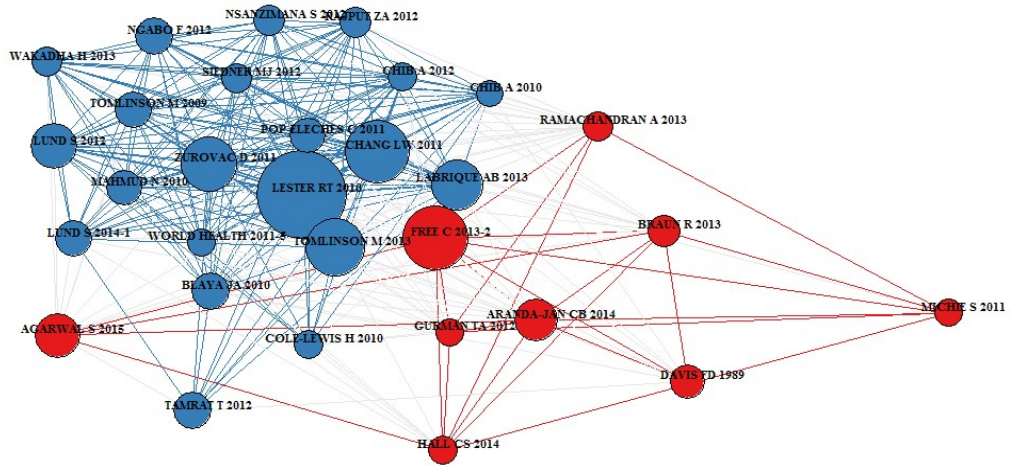 NSANZIMANA S 2012
RAJPUT ZA 2012
NGABO F 2012
WAKADHA H 2013
SIEDNER MJ 2012
CHIB A 2012
CHIB A 2010
TOMLINSON M 2009
RAMACHANDRAN A 2013
POP-ELECHES C 2011
LUND S 2012
CHANG LW 2011
ZUROVAC D 2011
LABRIQUE AB 2013
MAHMUD N 2010
LESTER RT 2010
BRAUN R 2013
FREE C 2013-2
LUND S 2014-1
WORLD HEALTH 2011-5
TOMLINSON M 2013
BLAYA JA 2010
MICHIE S 2011
ARANDA-JAN CB 2014
AGARWAL S 2015
GURMAN TA 2012
COLE-LEWIS H 2010
DAVIS FD 1989
TAMRAT T 2012
HALL CS 2014